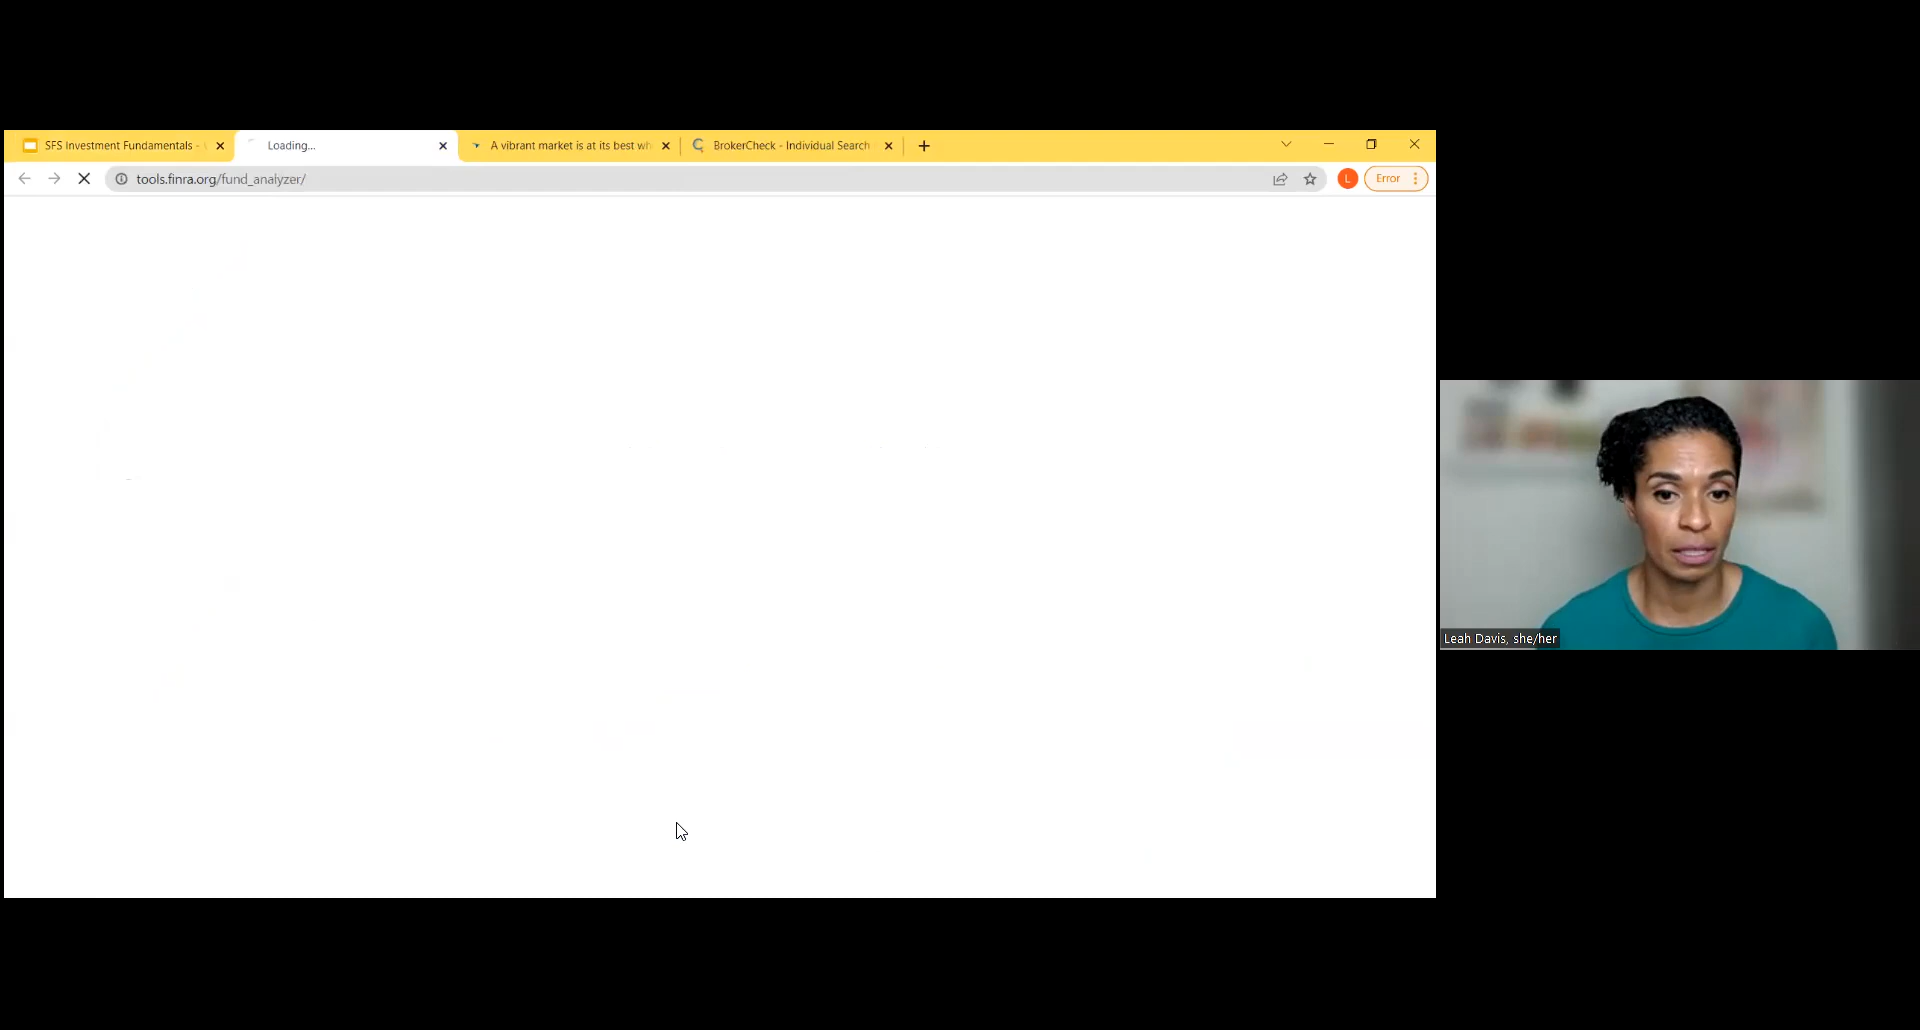 SFS Investment Fundamentals -
Loading...
A vibrant market is at its best wh
BrokerCheck - Individual Search
tools.finra.org/fund_analyzer/
L
Error
Leah Davis, she/her